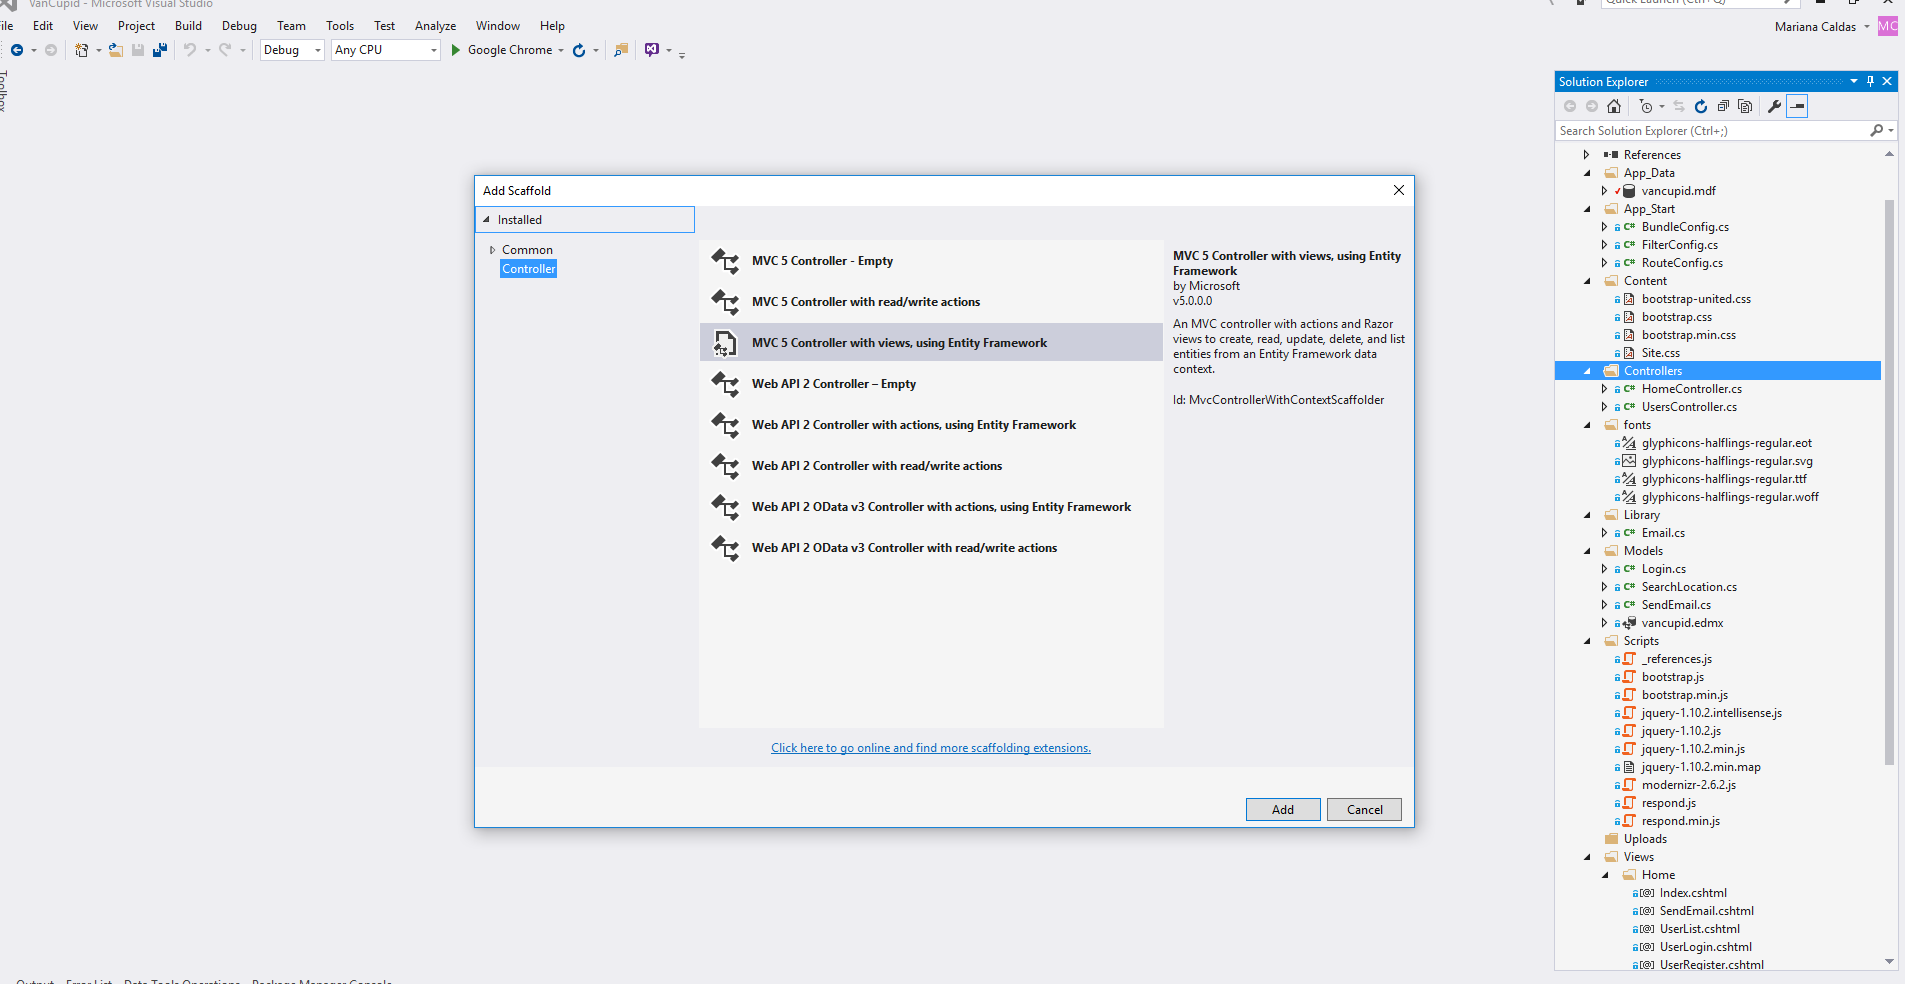 VanCupid - Microsoft Visual Studio
Quick Launch (Ctrl+Q)
File Edit View Project Build Debug Team Tools Test Analyze Window Help
Mariana Caldas MC
Debug Any CPU Google Chrome
Toolbox
Solution Explorer
Search Solution Explorer (Ctrl+;)
References
App_Data
vancupid.mdf
App_Start
BundleConfig.cs
FilterConfig.cs
RouteConfig.cs
Content
bootstrap-united.css
bootstrap.css
bootstrap.min.css
Site.css
Controllers
HomeController.cs
UsersController.cs
fonts
glyphicons-halflings-regular.eot
glyphicons-halflings-regular.svg
glyphicons-halflings-regular.ttf
glyphicons-halflings-regular.woff
Library
Email.cs
Models
Login.cs
SearchLocation.cs
SendEmail.cs
vancupid.edmx
Scripts
_references.js
bootstrap.js
bootstrap.min.js
jquery-1.10.2.intellisense.js
jquery-1.10.2.js
jquery-1.10.2.min.js
jquery-1.10.2.min.map
modernizr-2.6.2.js
respond.js
respond.min.js
Uploads
Views
Home
Index.cshtml
SendEmail.cshtml
UserList.cshtml
UserLogin.cshtml
UserRegister.cshtml
Add Scaffold
Installed
Common
Controller
MVC 5 Controller - Empty
MVC 5 Controller with read/write actions
MVC 5 Controller with views, using Entity Framework
Web API 2 Controller – Empty
Web API 2 Controller with actions, using Entity Framework
Web API 2 Controller with read/write actions
Web API 2 OData v3 Controller with actions, using Entity Framework
Web API 2 OData v3 Controller with read/write actions
MVC 5 Controller with views, using Entity
Framework
by Microsoft
v5.0.0.0
An MVC controller with actions and Razor
views to create, read, update, delete, and list
entities from an Entity Framework data
context.
Id: MvcControllerWithContextScaffolder
Click here to go online and find more scaffolding extensions.
Add Cancel
Output Error List Data Tools Operations Package Manager Console